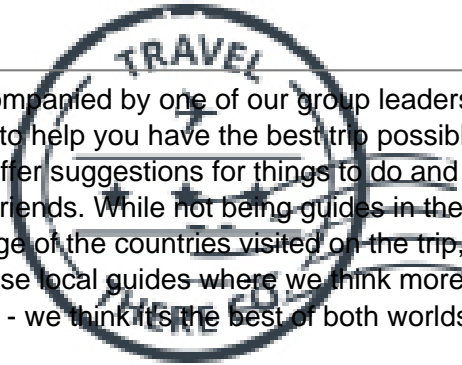 TRAVEL
ompanied by one of our group leaders
to help you have the best trip possibl
ffer suggestions for things to do and
riends. While not being guides in the
ge of the countries visited on the trip,
se local guides where we think more
- we think it's the best of both worlds